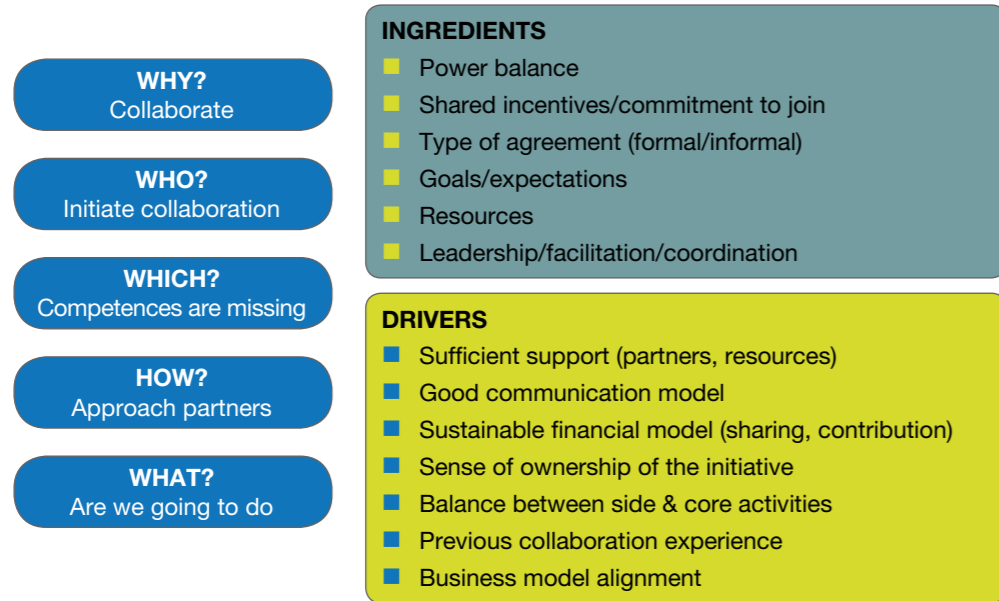 WHY?
Collaborate
WHO?
Initiate collaboration
WHICH?
Competences are missing
HOW?
Approach partners
WHAT?
Are we going to do
INGREDIENTS
Power balance
Shared incentives/commitment to join
Type of agreement (formal/informal)
Goals/expectations
Resources
Leadership/facilitation/coordination
DRIVERS
Sufficient support (partners, resources)
Good communication model
Sustainable financial model (sharing, contribution)
Sense of ownership of the initiative
Balance between side & core activities
Previous collaboration experience
Business model alignment